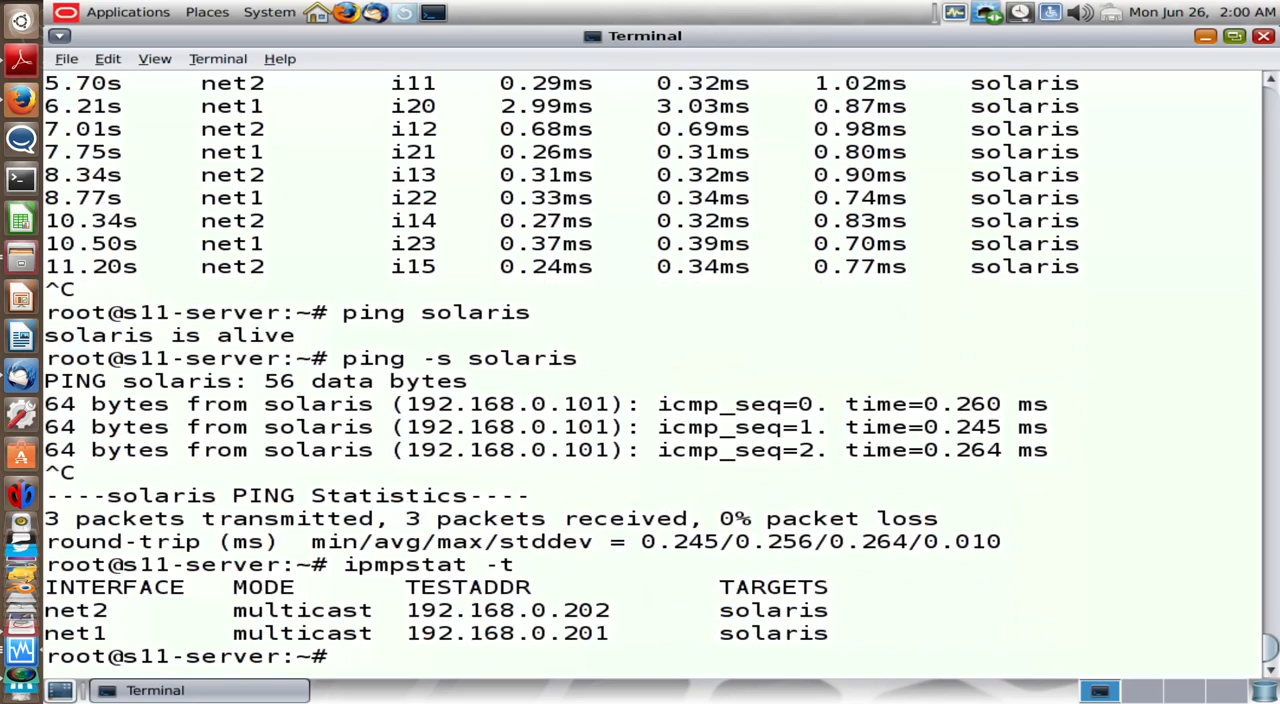 Applications Places System Mon Jun 26, 2:00 AM
Terminal
File Edit View Terminal Help
5.70s net2 i11 0.29ms 0.32ms 1.02ms solaris
6.21s net1 i20 2.99ms 3.03ms 0.87ms solaris
7.01s net2 i12 0.68ms 0.69ms 0.98ms solaris
7.75s net1 i21 0.26ms 0.31ms 0.80ms solaris
8.34s net2 i13 0.31ms 0.32ms 0.90ms solaris
8.77s net1 i22 0.33ms 0.34ms 0.74ms solaris
10.34s net2 i14 0.27ms 0.32ms 0.83ms solaris
10.50s net1 i23 0.37ms 0.39ms 0.70ms solaris
11.20s net2 i15 0.24ms 0.34ms 0.77ms solaris
^C
root@s11-server:~# ping solaris
solaris is alive
root@s11-server:~# ping -s solaris
PING solaris: 56 data bytes
64 bytes from solaris (192.168.0.101): icmp_seq=0. time=0.260 ms
64 bytes from solaris (192.168.0.101): icmp_seq=1. time=0.245 ms
64 bytes from solaris (192.168.0.101): icmp_seq=2. time=0.264 ms
^C
----solaris PING Statistics----
3 packets transmitted, 3 packets received, 0% packet loss
round-trip (ms) min/avg/max/stddev = 0.245/0.256/0.264/0.010
root@s11-server:~# ipmpstat -t
INTERFACE MODE TESTADDR TARGETS
net2 multicast 192.168.0.202 solaris
net1 multicast 192.168.0.201 solaris
root@s11-server:~#
Terminal